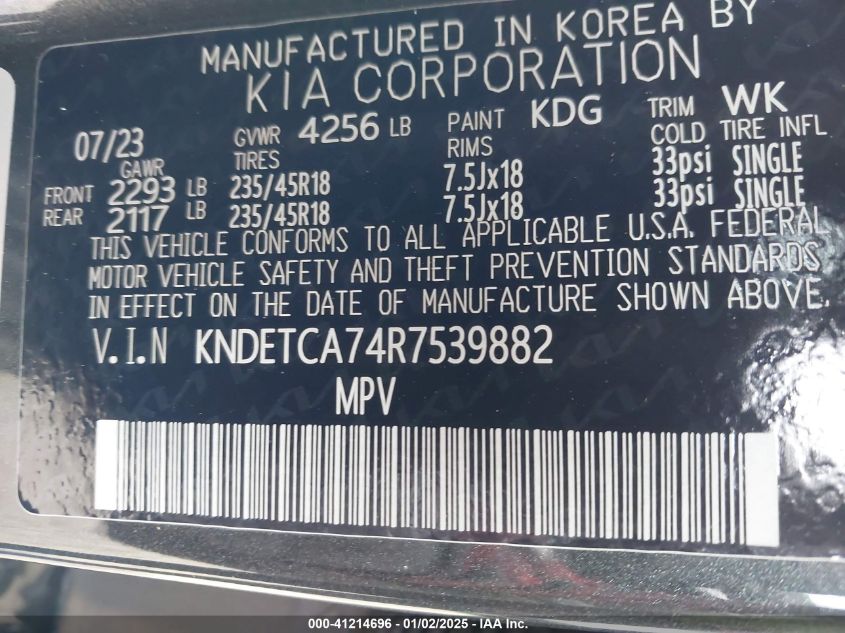 MANUFACTURED IN KOREA BY
KIA CORPORATION
07/23 GVWR 4256 LB PAINT KDG TRIM WK
GAWR TIRES RIMS COLD TIRE INFL
FRONT 2293 LB 235/45R18 7.5Jx18 33psi SINGLE
REAR 2117 LB 235/45R18 7.5Jx18 33psi SINGLE
THIS VEHICLE CONFORMS TO ALL APPLICABLE U.S.A. FEDERAL
MOTOR VEHICLE SAFETY AND THEFT PREVENTION STANDARDS
IN EFFECT ON THE DATE OF MANUFACTURE SHOWN ABOVE.
V.I.N KNDETCA74R7539882
MPV
000-41214696 - 01/02/2025 - IAA Inc.